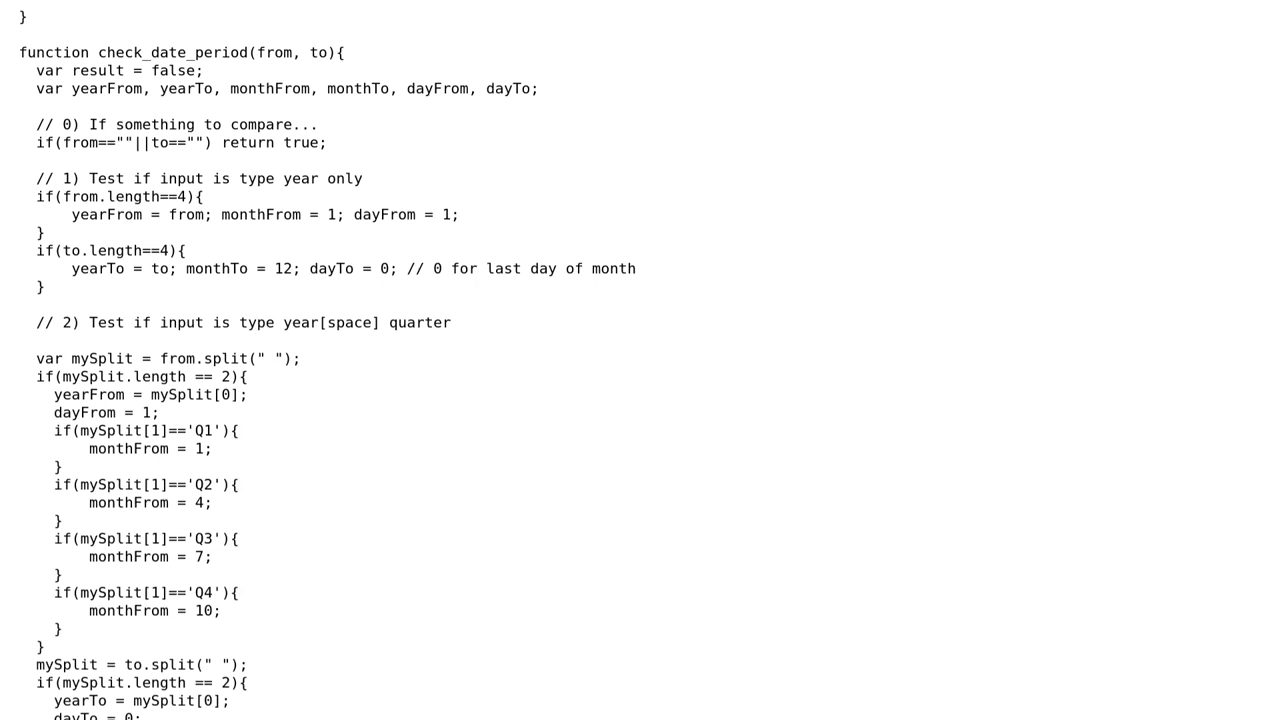 }
function check_date_period(from, to){
var result = false;
var yearFrom, yearTo, monthFrom, monthTo, dayFrom, dayTo;
// 0) If something to compare...
if(from==""||to=="") return true;
// 1) Test if input is type year only
if(from.length==4){
yearFrom = from; monthFrom = 1; dayFrom = 1;
}
if(to.length==4){
yearTo = to; monthTo = 12; dayTo = 0; // 0 for last day of month
}
// 2) Test if input is type year[space] quarter
var mySplit = from.split(" ");
if(mySplit.length == 2){
yearFrom = mySplit[0];
dayFrom = 1;
if(mySplit[1]=='Q1'){
monthFrom = 1;
}
if(mySplit[1]=='Q2'){
monthFrom = 4;
}
if(mySplit[1]=='Q3'){
monthFrom = 7;
}
if(mySplit[1]=='Q4'){
monthFrom = 10;
}
}
mySplit = to.split(" ");
if(mySplit.length == 2){
yearTo = mySplit[0];
dayTo = 0;